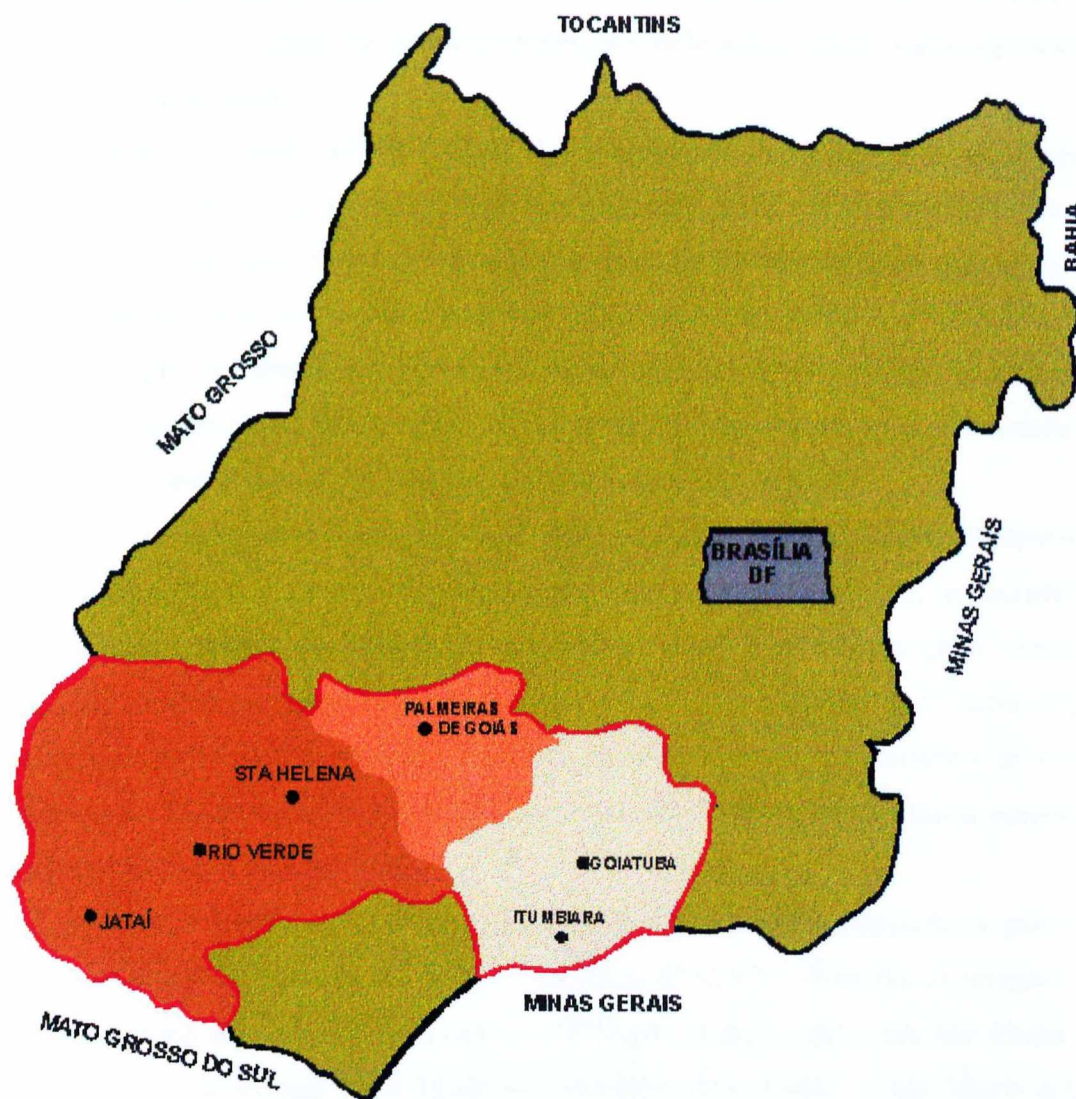 TOCANTINS
BAHIA
MATO GROSSO
BRASÍLIA
DF
MINAS GERAIS
PALMEIRAS
DE GOIÁS
STA HELENA
RIO VERDE
GOIATUBA
JATAÍ
ITUMBIARA
MINAS GERAIS
MATO GROSSO DO SUL